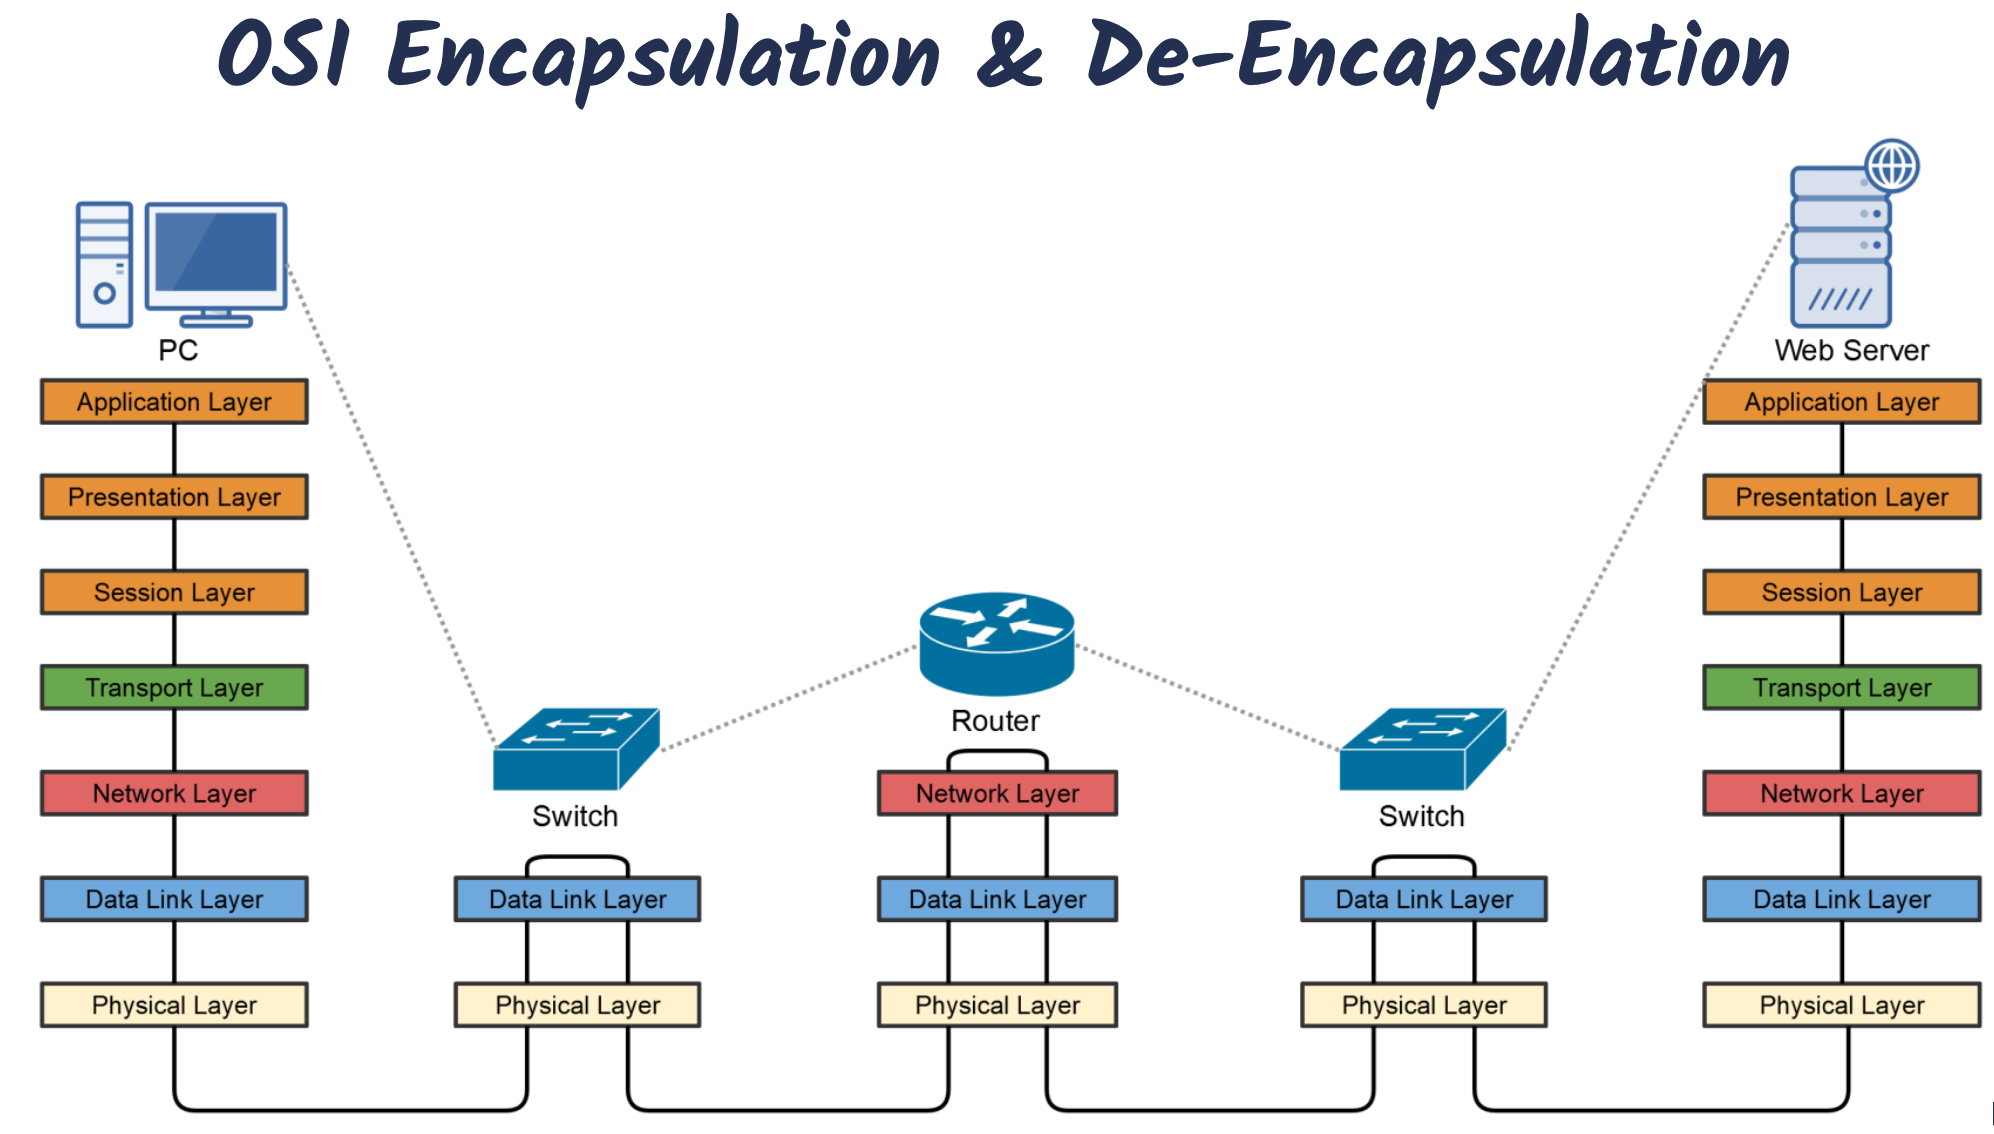 OSI Encapsulation & De-Encapsulation
PC
Application Layer
Presentation Layer
Session Layer
Transport Layer
Network Layer
Data Link Layer
Physical Layer
Switch
Data Link Layer
Physical Layer
Router
Network Layer
Data Link Layer
Physical Layer
Switch
Data Link Layer
Physical Layer
Web Server
Application Layer
Presentation Layer
Session Layer
Transport Layer
Network Layer
Data Link Layer
Physical Layer